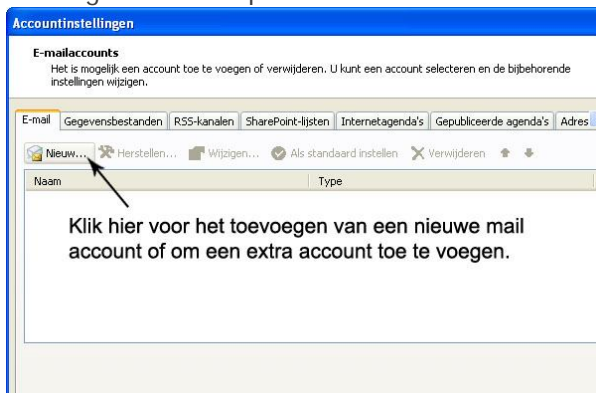 Accountinstellingen
E-mailaccounts
Het is mogelijk een account toe te voegen of verwijderen. U kunt een account selecteren en de bijbehorende
instellingen wijzigen.
E-mail Gegevensbestanden RSS-kanalen SharePoint-lijsten Internetagenda's Gepubliceerde agenda's Adres
Nieuw... Herstellen... Wijzigen... Als standaard instellen Verwijderen
Naam Type
Klik hier voor het toevoegen van een nieuwe mail
account of om een extra account toe te voegen.